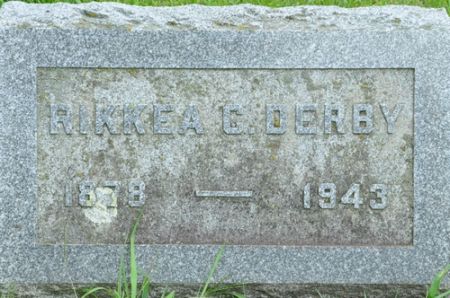 RIKKEA C. DERBY
1878 — 1943